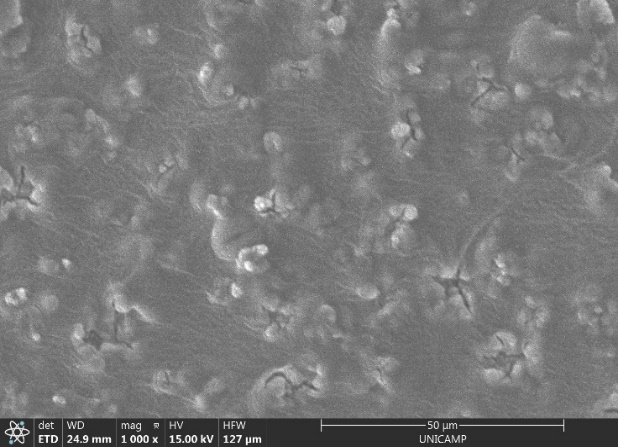 det WD mag HV HFW 50 µm
ETD 24.9 mm 1 000 x 15.00 kV 127 µm UNICAMP